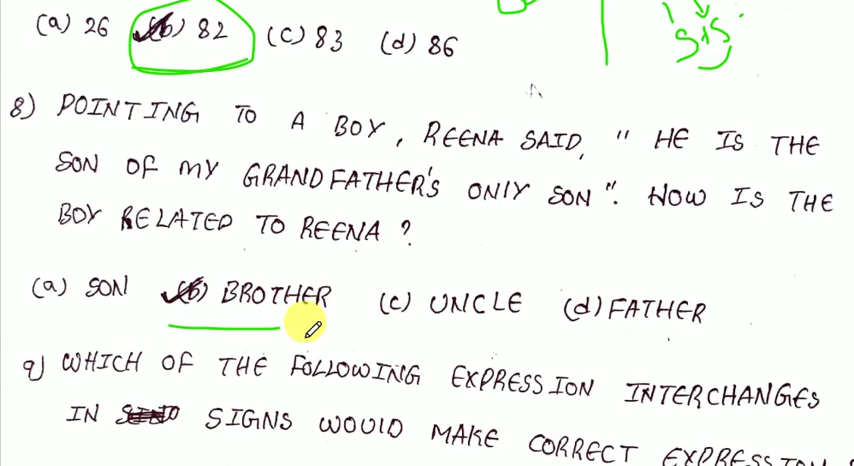 (a) 26 (b) 82 (c) 83 (d) 86
SIS.
8) POINTING TO A BOY, REENA SAID, " HE IS THE
SON OF MY GRANDFATHER'S ONLY SON". HOW IS THE
BOY RELATED TO REENA ?
(a) SON (b) BROTHER (c) UNCLE (d) FATHER
9) WHICH OF THE FOLLOWING EXPRESSION INTERCHANGES
IN SIGNS WOULD MAKE CORRECT